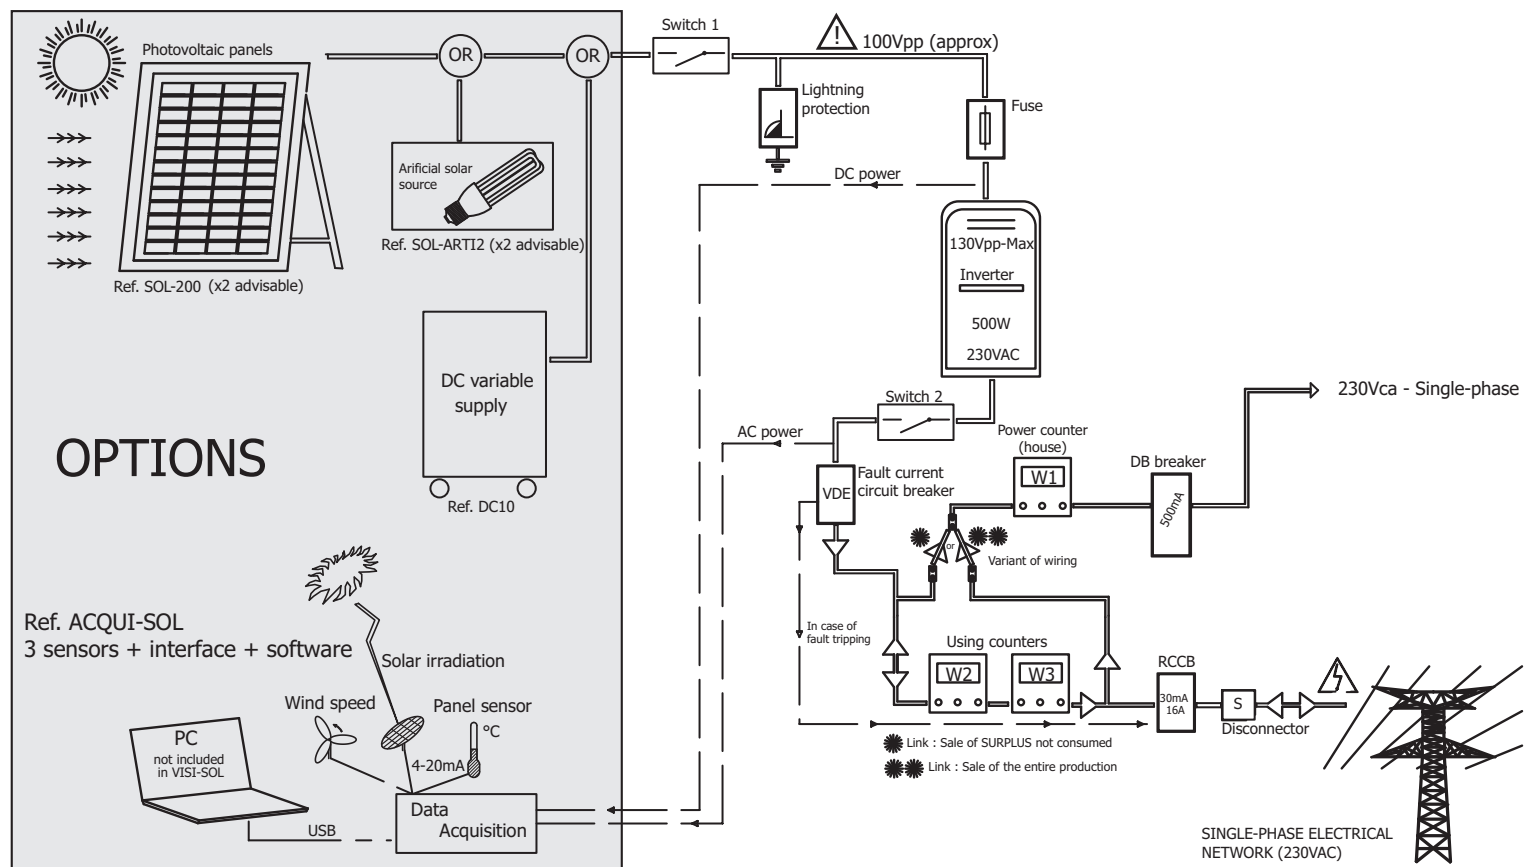 Photovoltaic panels
OR
OR
Switch 1
100Vpp (approx)
Lightning
protection
Fuse
Arificial solar
source
Ref. SOL-ARTI2 (x2 advisable)
Ref. SOL-200 (x2 advisable)
DC power
130Vpp-Max
Inverter
500W
230VAC
DC variable
supply
Ref. DC10
OPTIONS
Switch 2
AC power
230Vca - Single-phase
Power counter
(house)
W1
DB breaker
500mA
VDE
Fault current
circuit breaker
or
Variant of wiring
In case of
fault tripping
Using counters
W2
W3
RCCB
30mA
16A
S
Disconnector
Link : Sale of SURPLUS not consumed
Link : Sale of the entire production
Ref. ACQUI-SOL
3 sensors + interface + software
Solar irradiation
Wind speed
Panel sensor
°C
4-20mA
PC
not included
in VISI-SOL
USB
Data
Acquisition
SINGLE-PHASE ELECTRICAL
NETWORK (230VAC)